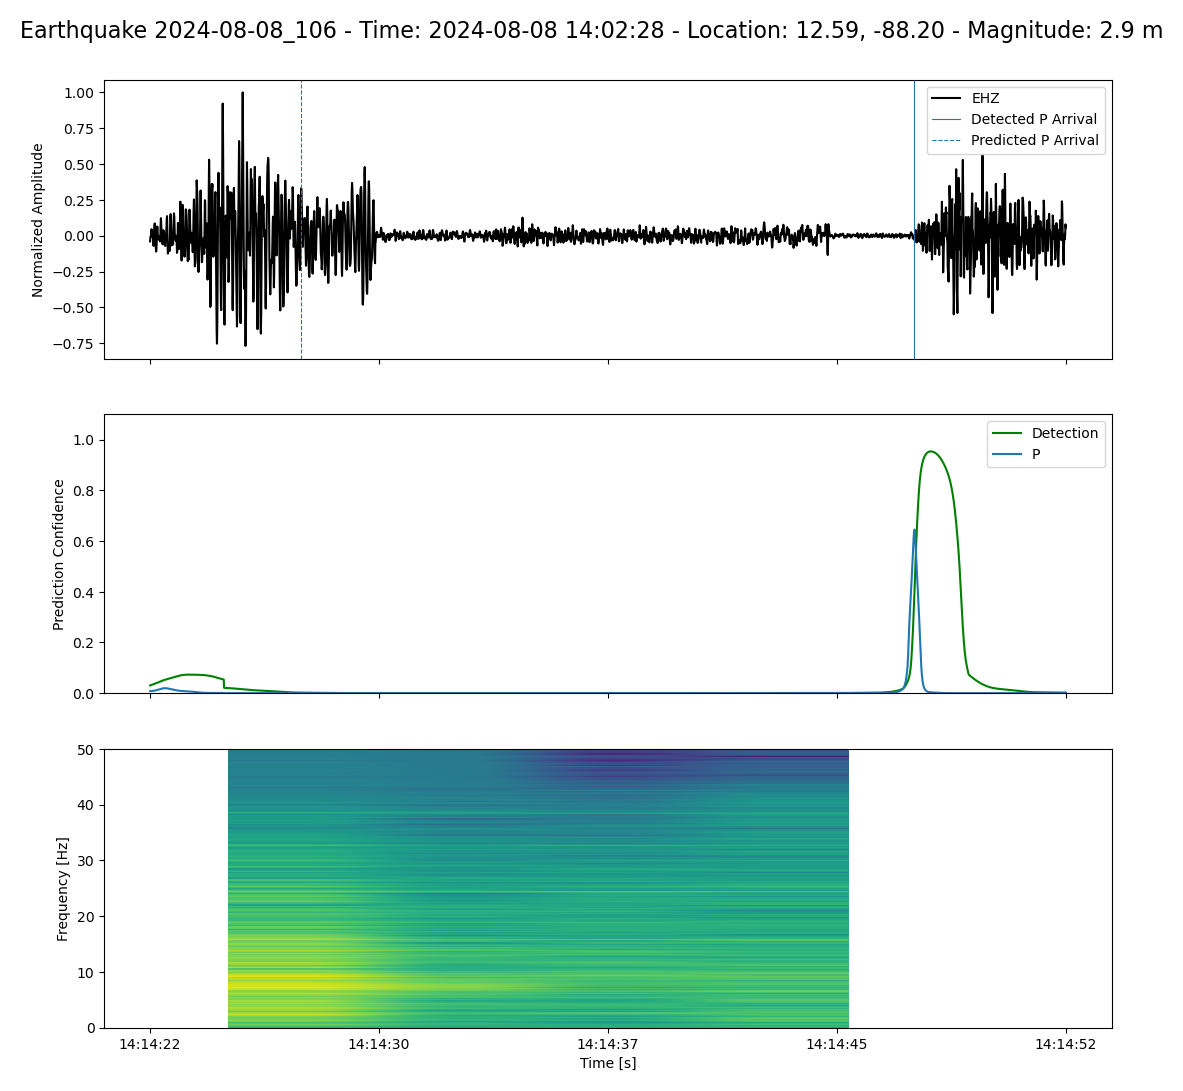 Earthquake 2024-08-08_106 - Time: 2024-08-08 14:02:28 - Location: 12.59, -88.20 - Magnitude: 2.9 m
Normalized Amplitude
1.00
0.75
0.50
0.25
0.00
−0.25
−0.50
−0.75
EHZ
Detected P Arrival
Predicted P Arrival
Prediction Confidence
1.0
0.8
0.6
0.4
0.2
0.0
Detection
P
Frequency [Hz]
50
40
30
20
10
0
14:14:22 14:14:30 14:14:37 14:14:45 14:14:52
Time [s]